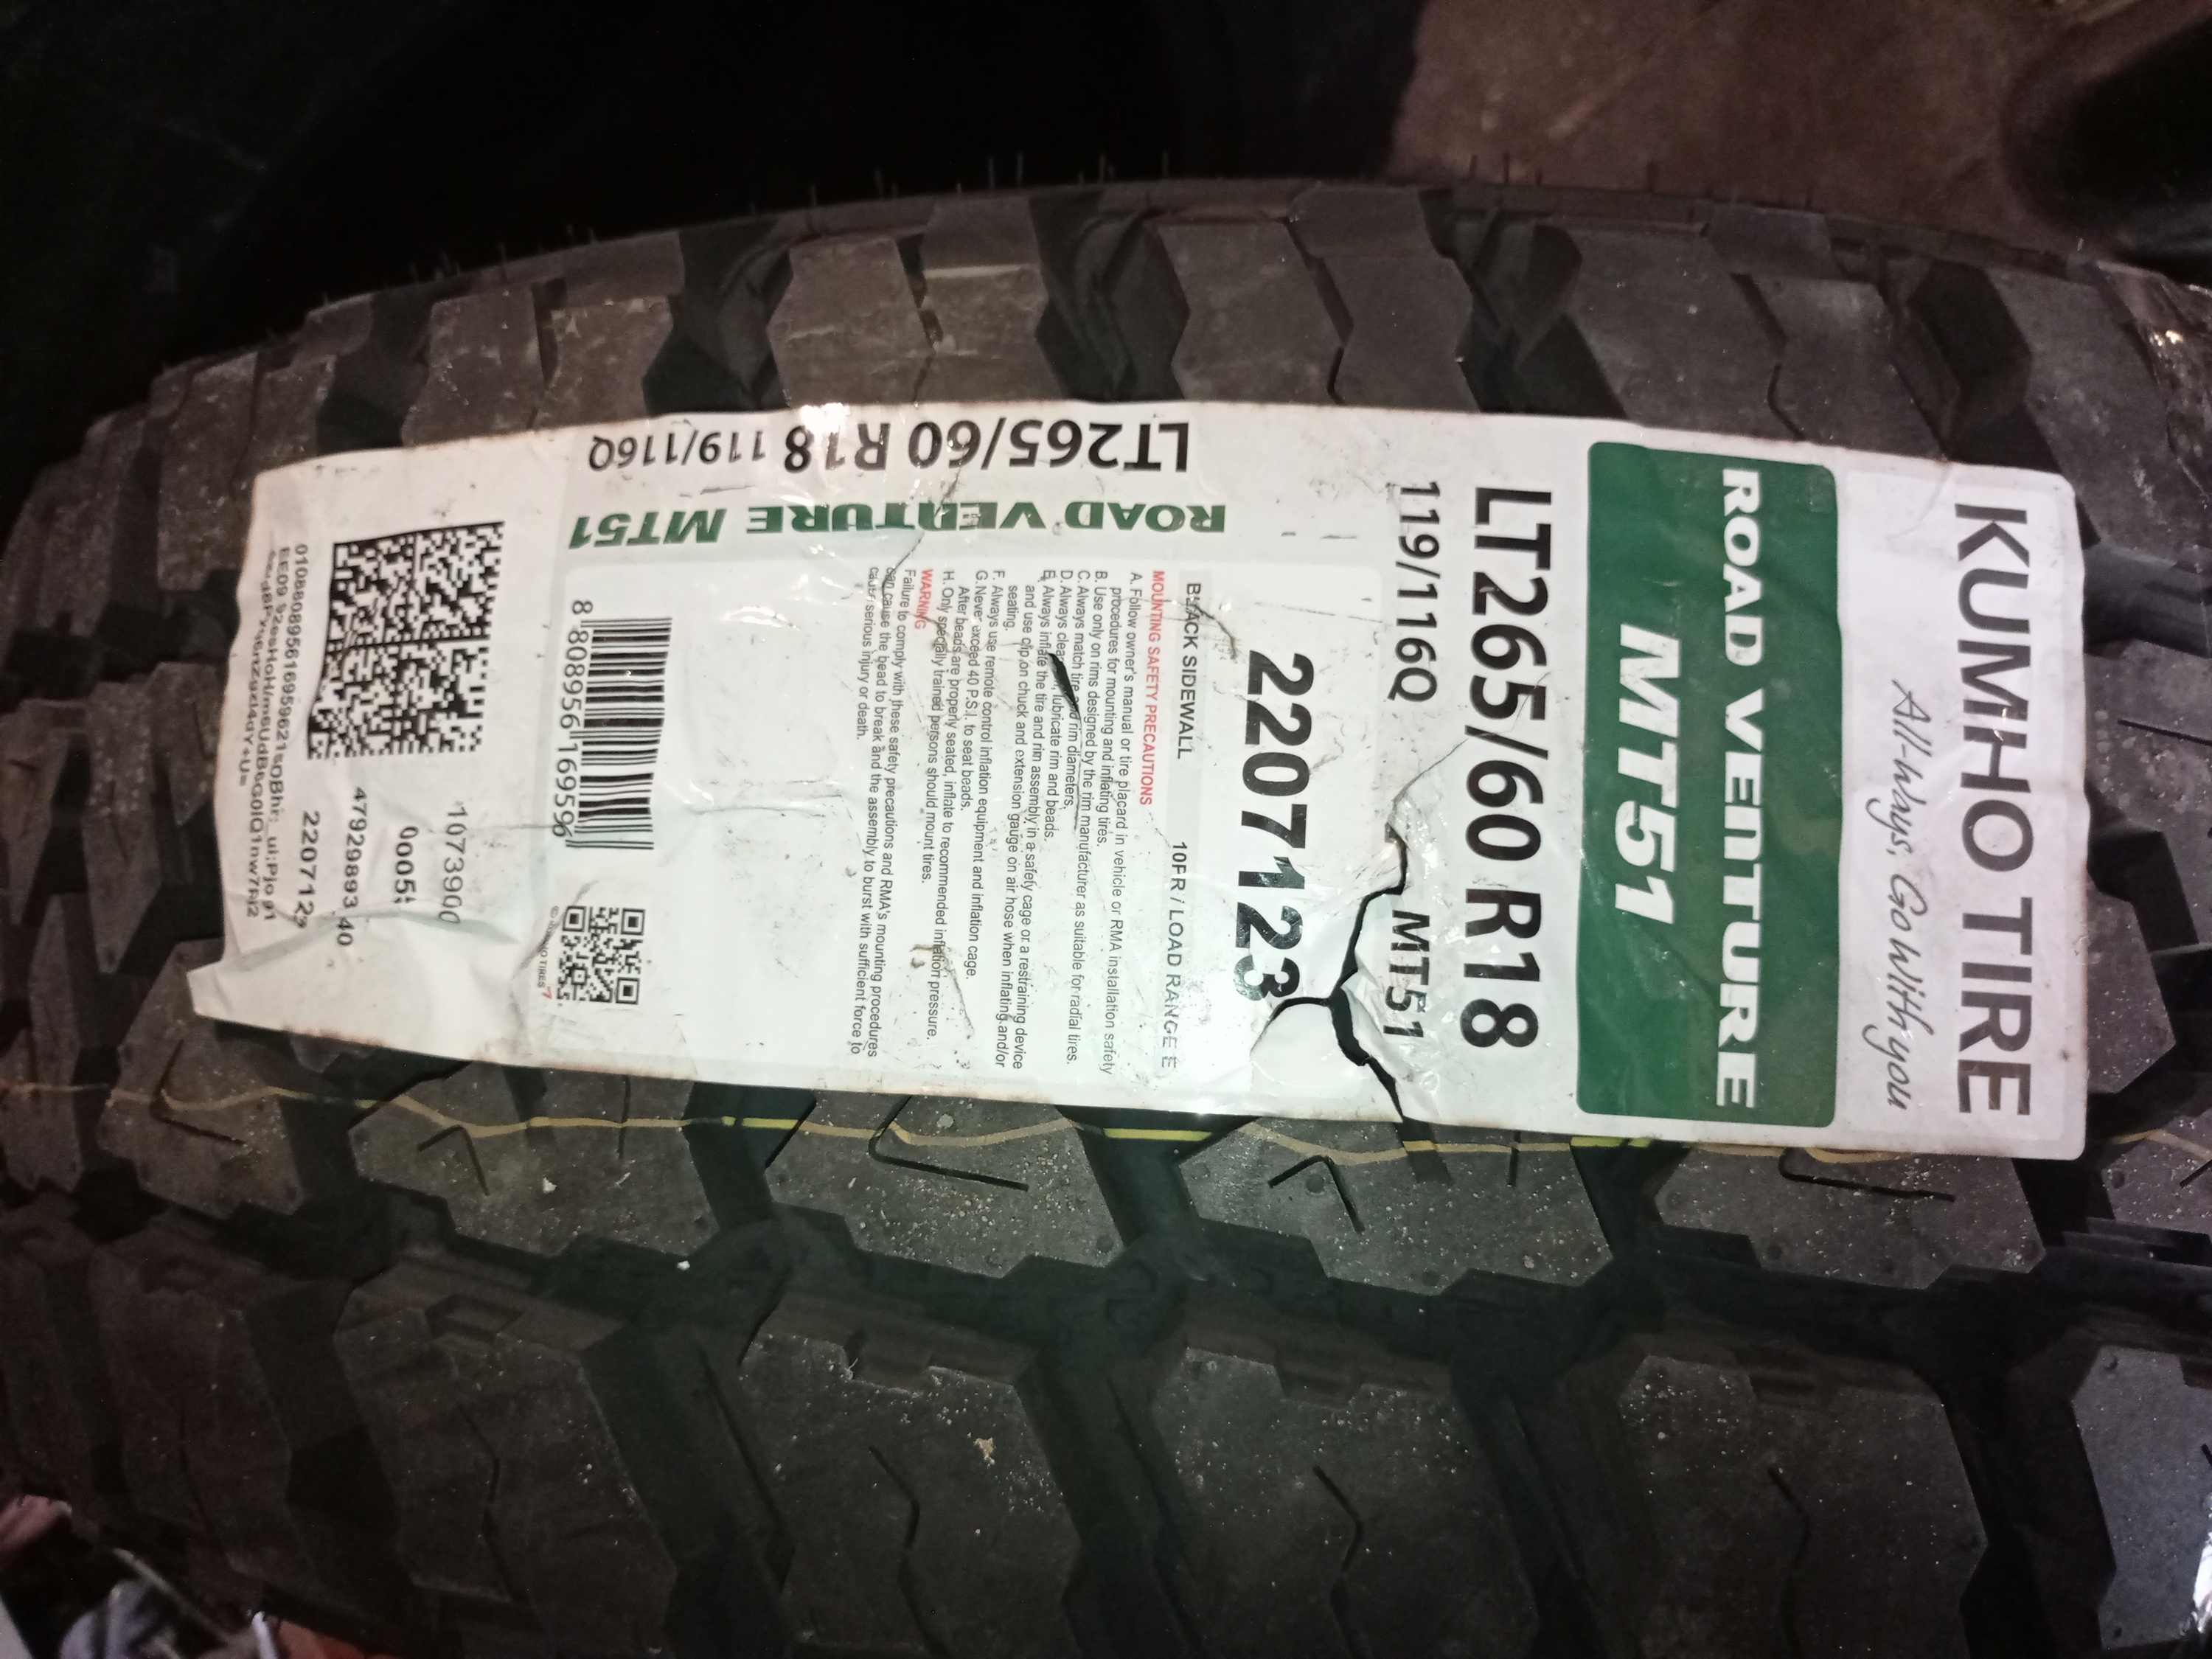 KUMHO TIRE
All-Ways, Go With you
ROAD VENTURE
MT51
LT265/60 R18
119/116Q MT51
2207123
BLACK SIDEWALL 10FR / LOAD RANGE E
MOUNTING SAFETY PRECAUTIONS
A. Follow owner's manual or tire placard in vehicle or RMA installation safety
procedures for mounting and inflating tires.
B. Use only on rims designed by the rim manufacturer as suitable for radial tires.
C. Always match tire and rim diameters.
D. Always clean, lubricate rim and beads.
E. Always inflate the tire and rim assembly in a safety cage or a restraining device
and use clip on chuck and extension gauge on air hose when inflating and/or
seating.
F. Always use remote control inflation equipment and inflation cage.
G. Never exceed 40 P.S.I. to seat beads.
After beads are properly seated, inflate to recommended inflation pressure.
H. Only specially trained persons should mount tires.
WARNING
Failure to comply with these safety precautions and RMA's mounting procedures
can cause the bead to break and the assembly to burst with sufficient force to
cause serious injury or death.
LT265/60 R18 119/116Q
ROAD VENTURE MT51
8 808956 169596
1073900
0005
47929893 40
2207123